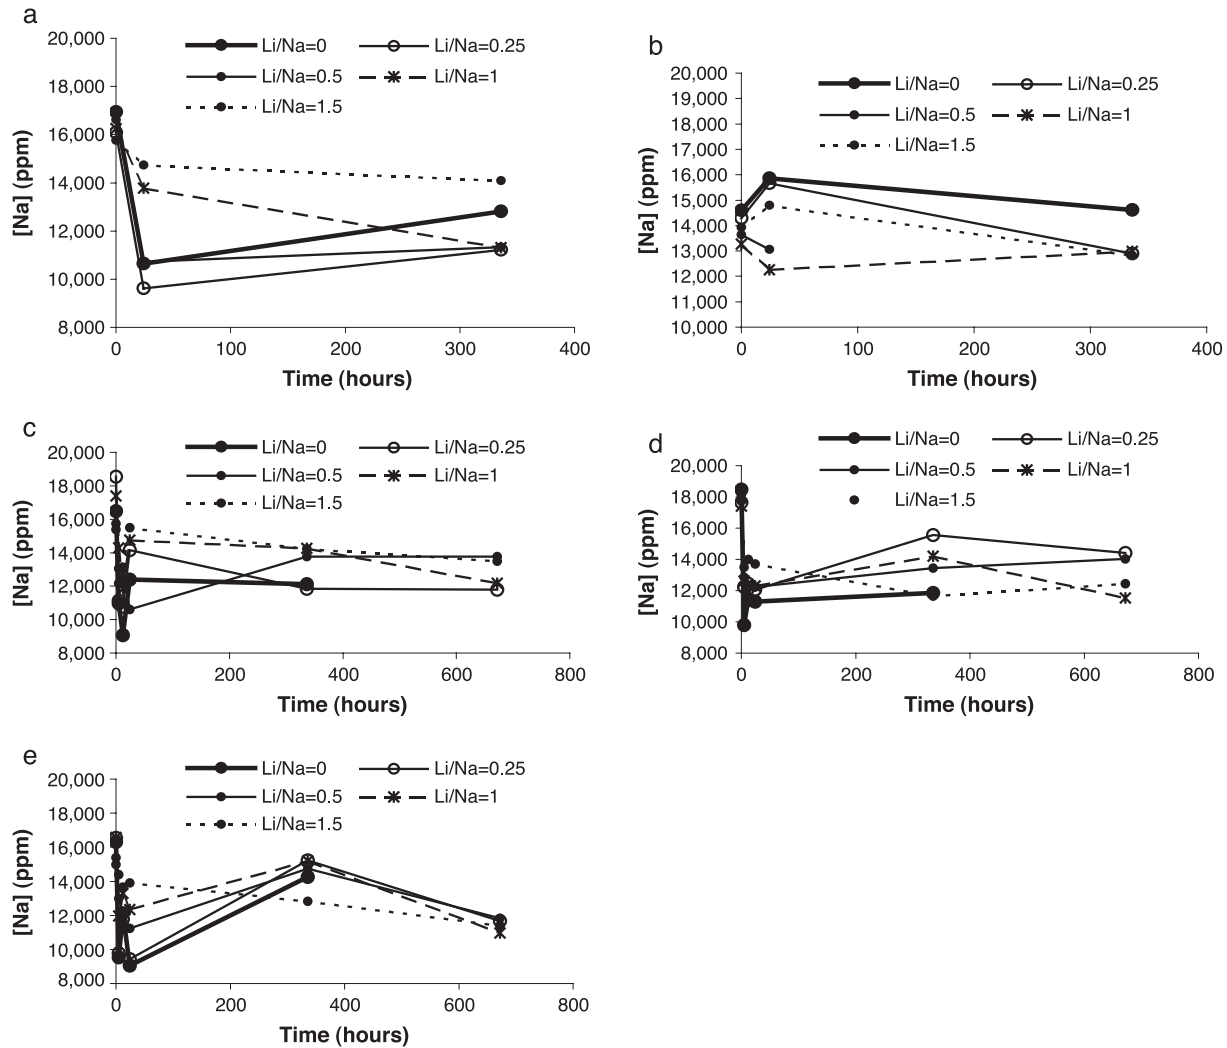 a
20,000
18,000
16,000
14,000
12,000
10,000
8,000
[Na] (ppm)
Li/Na=0
Li/Na=0.25
Li/Na=0.5
Li/Na=1
Li/Na=1.5
0 100 200 300 400
Time (hours)
b
20,000
19,000
18,000
17,000
16,000
15,000
14,000
13,000
12,000
13,000
10,000
[Na] (ppm)
Li/Na=0
Li/Na=0.25
Li/Na=0.5
Li/Na=1
Li/Na=1.5
0 100 200 300 400
Time (hours)
c
20,000
18,000
16,000
14,000
12,000
10,000
8,000
[Na] (ppm)
Li/Na=0
Li/Na=0.25
Li/Na=0.5
Li/Na=1
Li/Na=1.5
0 200 400 600 800
Time (hours)
d
20,000
18,000
16,000
14,000
12,000
10,000
8,000
[Na] (ppm)
Li/Na=0
Li/Na=0.25
Li/Na=0.5
Li/Na=1
Li/Na=1.5
0 200 400 600 800
Time (hours)
e
20,000
18,000
16,000
14,000
12,000
10,000
8,000
[Na] (ppm)
Li/Na=0
Li/Na=0.25
Li/Na=0.5
Li/Na=1
Li/Na=1.5
0 200 400 600 800
Time (hours)